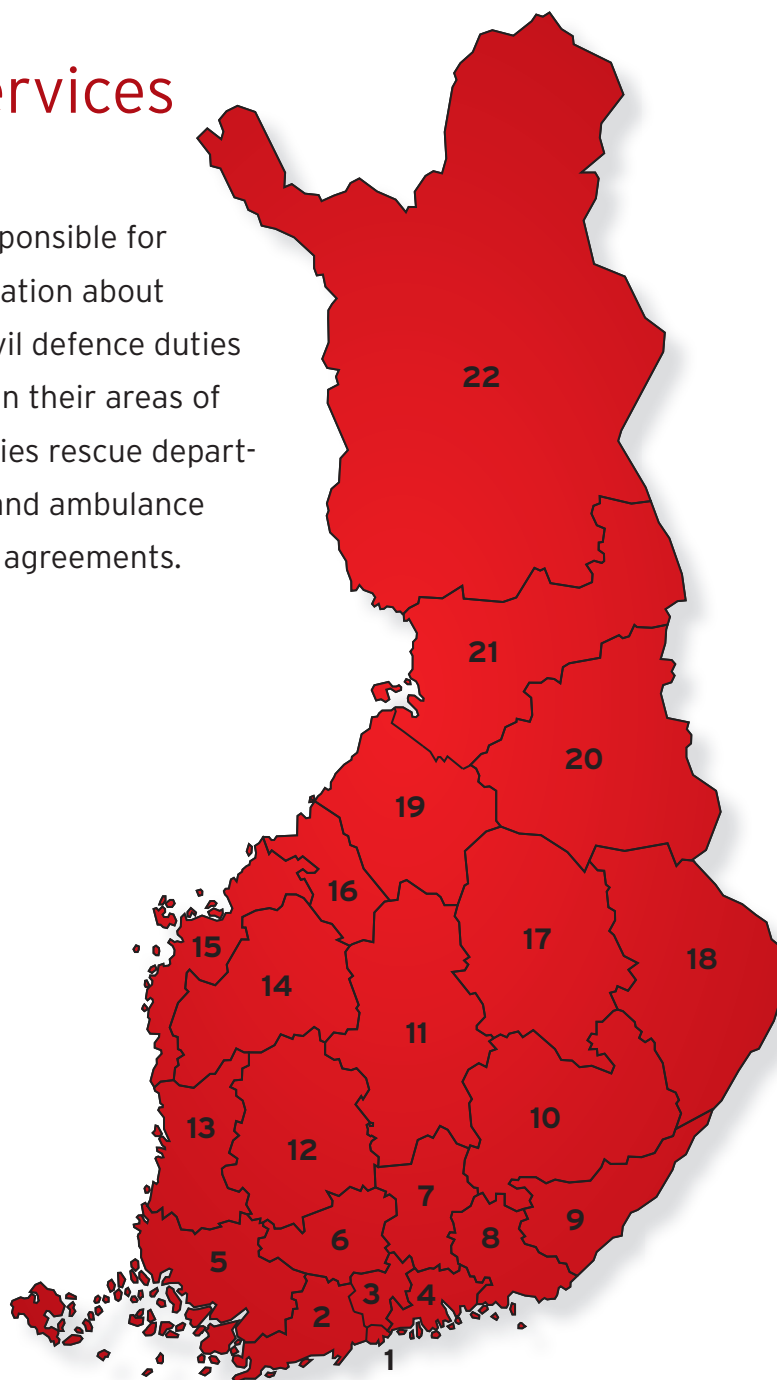 ervices
ponsible for
ation about
vil defence duties
n their areas of
ies rescue depart-
and ambulance
agreements.
22
21
20
19
16
17
15
18
14
11
10
13
12
7
9
8
6
5
3
4
2
1